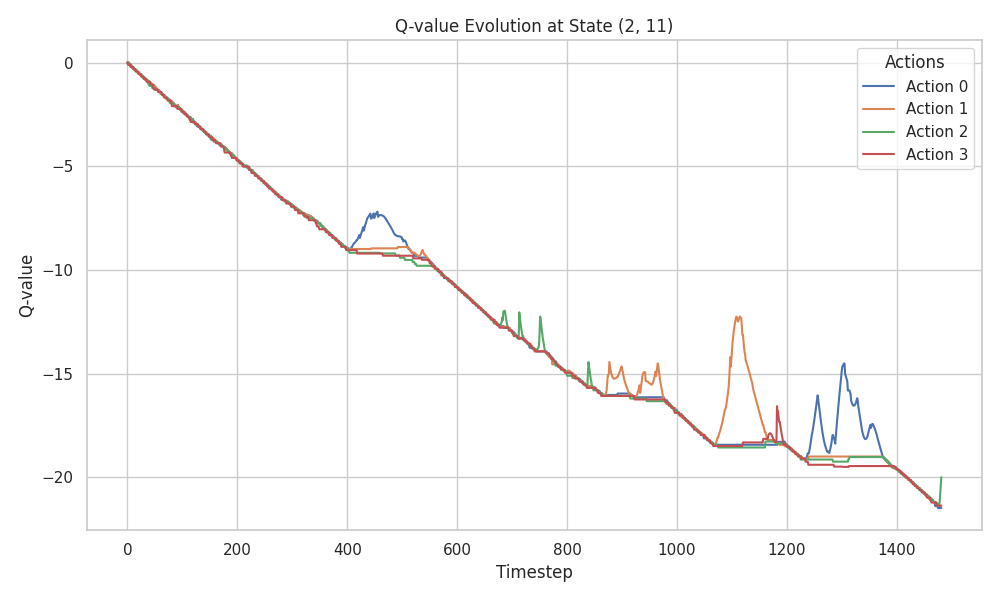 Q-value Evolution at State (2, 11)
Actions
Action 0
Action 1
Action 2
Action 3
Q-value
0
−5
−10
−15
−20
0 200 400 600 800 1000 1200 1400
Timestep